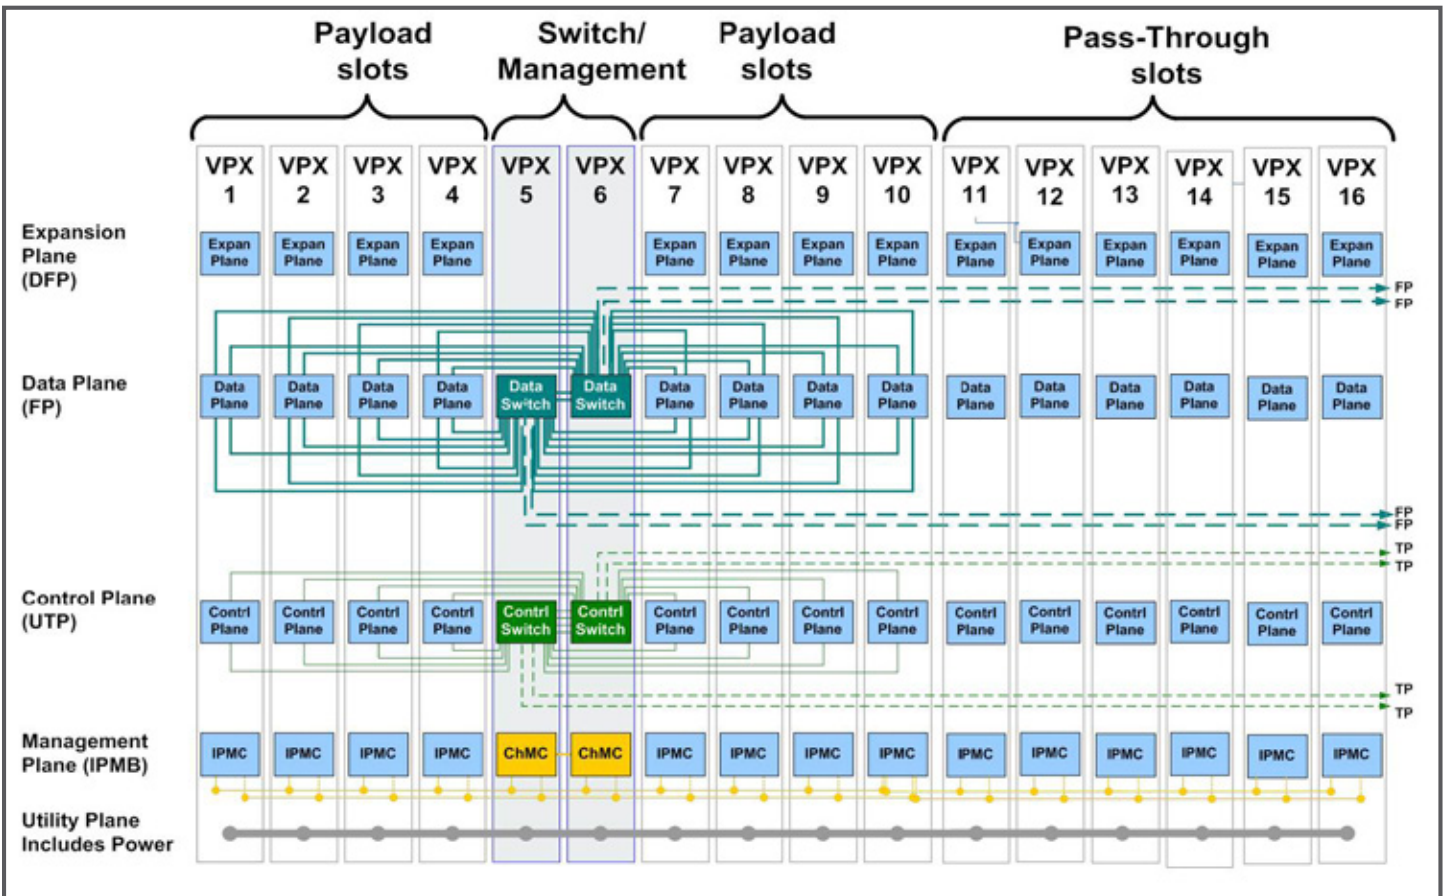 Payload
slots
Switch/
Management
Payload
slots
Pass-Through
slots
VPX
1
VPX
2
VPX
3
VPX
4
VPX
5
VPX
6
VPX
7
VPX
8
VPX
9
VPX
10
VPX
11
VPX
12
VPX
13
VPX
14
VPX
15
VPX
16
Expansion
Plane
(DFP)
Expan
Plane
Expan
Plane
Expan
Plane
Expan
Plane
Expan
Plane
Expan
Plane
Expan
Plane
Expan
Plane
Expan
Plane
Expan
Plane
Expan
Plane
Expan
Plane
Expan
Plane
Expan
Plane
FP
FP
Data Plane
(FP)
Data
Plane
Data
Plane
Data
Plane
Data
Plane
Data
Switch
Data
Switch
Data
Plane
Data
Plane
Data
Plane
Data
Plane
Data
Plane
Data
Plane
Data
Plane
Data
Plane
Data
Plane
Data
Plane
FP
FP
TP
TP
Control Plane
(UTP)
Contrl
Plane
Contrl
Plane
Contrl
Plane
Contrl
Plane
Contrl
Switch
Contrl
Switch
Contrl
Plane
Contrl
Plane
Contrl
Plane
Contrl
Plane
Contrl
Plane
Contrl
Plane
Contrl
Plane
Contrl
Plane
Contrl
Plane
Contrl
Plane
TP
TP
Management
Plane (IPMB)
IPMC
IPMC
IPMC
IPMC
ChMC
ChMC
IPMC
IPMC
IPMC
IPMC
IPMC
IPMC
IPMC
IPMC
IPMC
IPMC
Utility Plane
Includes Power